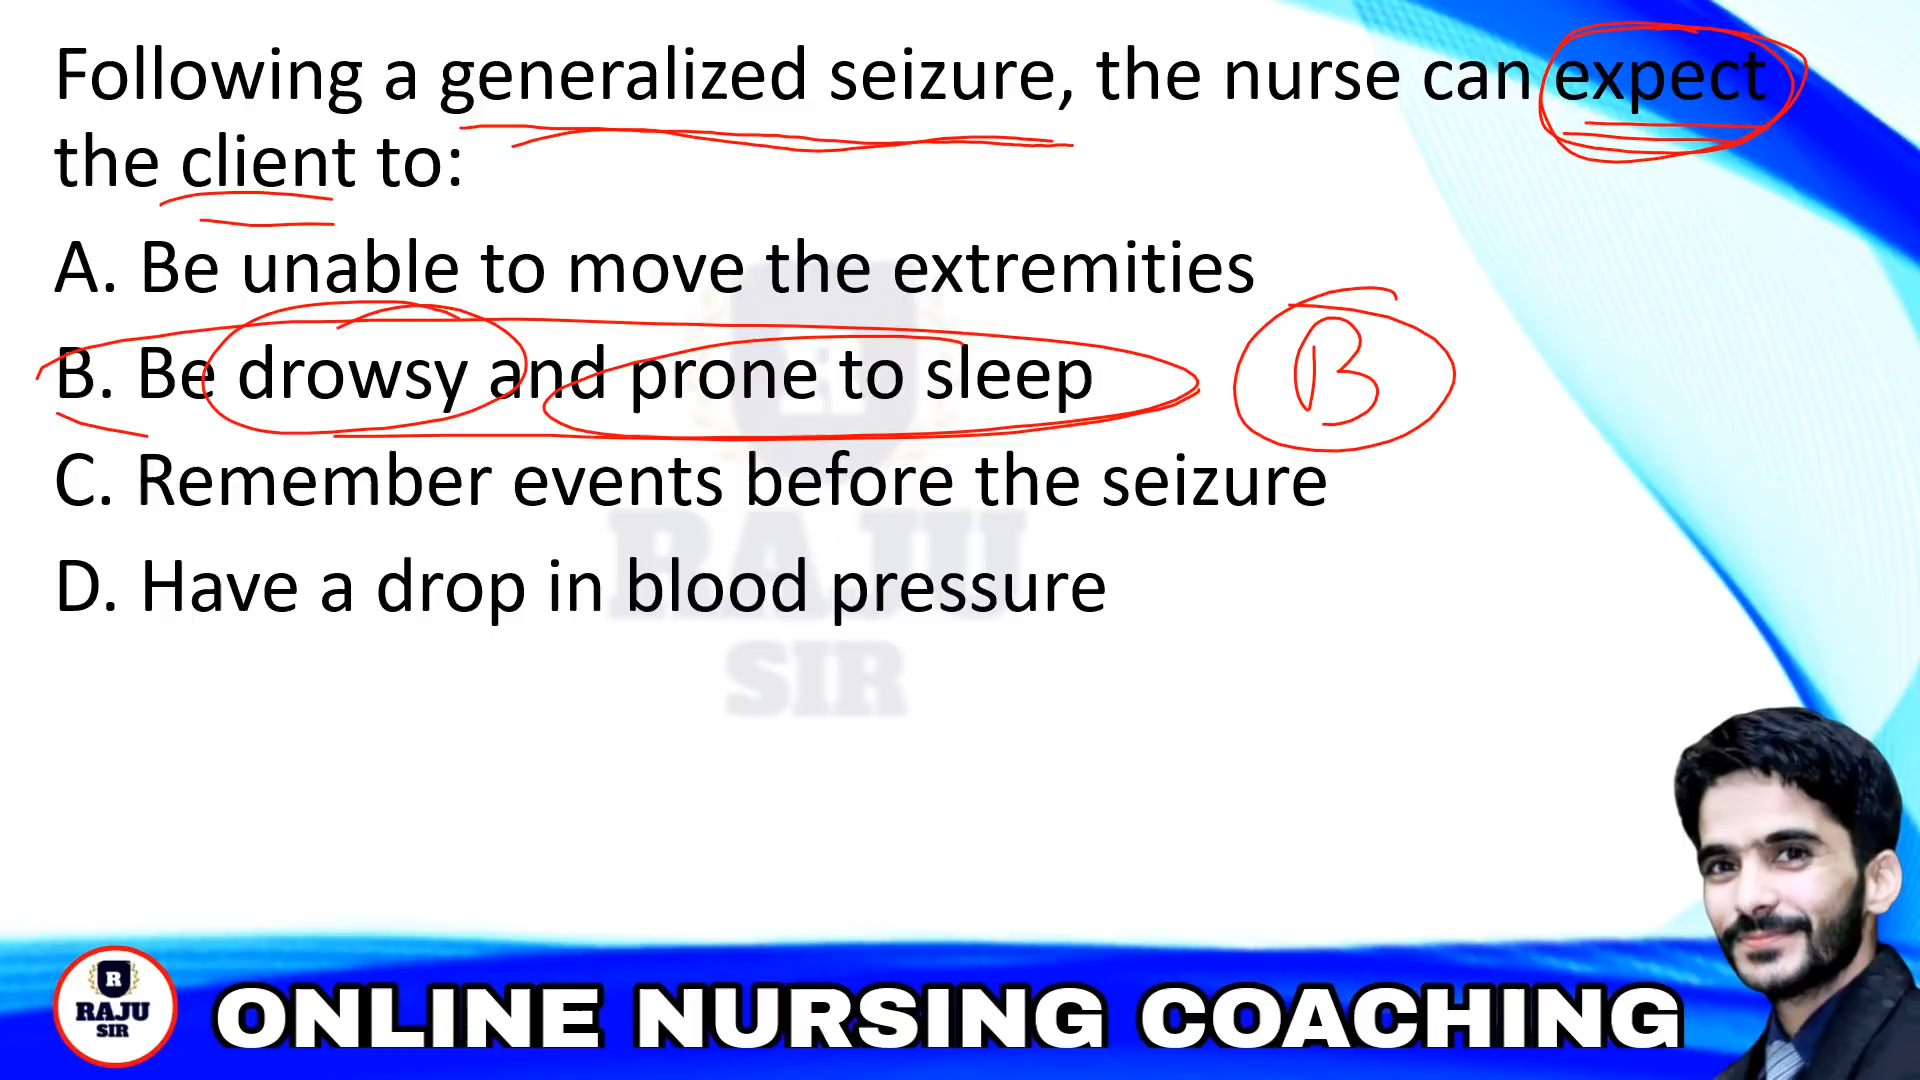 Following a generalized seizure, the nurse can expect
the client to:
A. Be unable to move the extremities
B. Be drowsy and prone to sleep
B
C. Remember events before the seizure
D. Have a drop in blood pressure
RAJU
SIR
R
RAJU
SIR
ONLINE NURSING COACHING